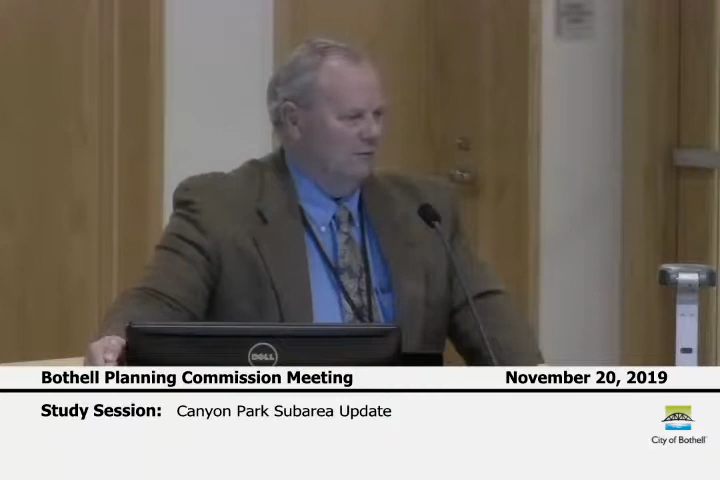 DELL
Bothell Planning Commission Meeting November 20, 2019
Study Session: Canyon Park Subarea Update
City of Bothell